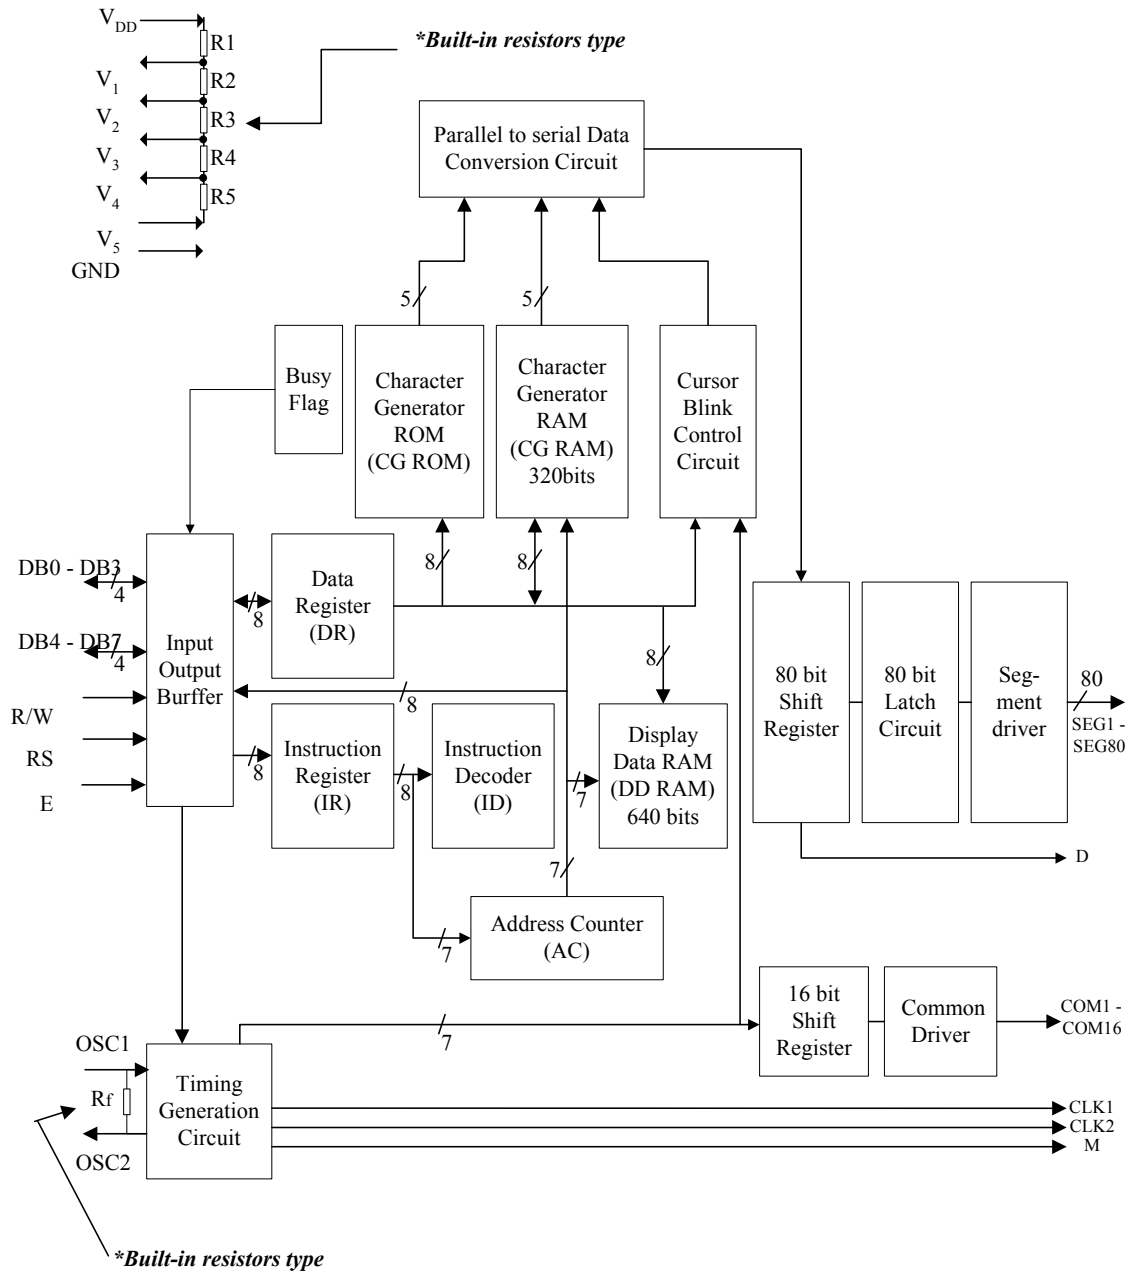 VDD
R1
*Built-in resistors type
V1
R2
V2
R3
V3
R4
V4
R5
V5
GND
Parallel to serial Data
Conversion Circuit
5
5
Busy
Flag
Character
Generator
ROM
(CG ROM)
Character
Generator
RAM
(CG RAM)
320bits
Cursor
Blink
Control
Circuit
8
8
DB0 - DB3
4
DB4 - DB7
4
R/W
RS
E
Input
Output
Burffer
8
Data
Register
(DR)
8
8
8
Instruction
Register
(IR)
8
Instruction
Decoder
(ID)
7
Display
Data RAM
(DD RAM)
640 bits
80 bit
Shift
Register
80 bit
Latch
Circuit
Seg-
ment
driver
80
SEG1 -
SEG80
D
7
7
Address Counter
(AC)
16 bit
Shift
Register
Common
Driver
COM1 -
COM16
7
OSC1
Rf
OSC2
Timing
Generation
Circuit
CLK1
CLK2
M
*Built-in resistors type